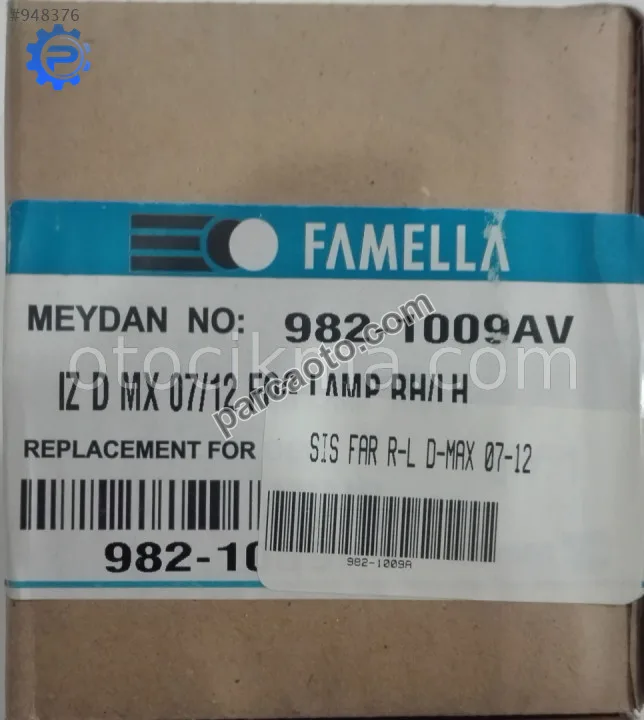 #948376
FAMELLA
MEYDAN NO: 982-1009AV
otocikma.com
pancaoto.com
IZ D MX 07/12 FOG LAMP RH/LH
REPLACEMENT FOR
SIS FAR R-L D-MAX 07-12
982-10
982-1009A